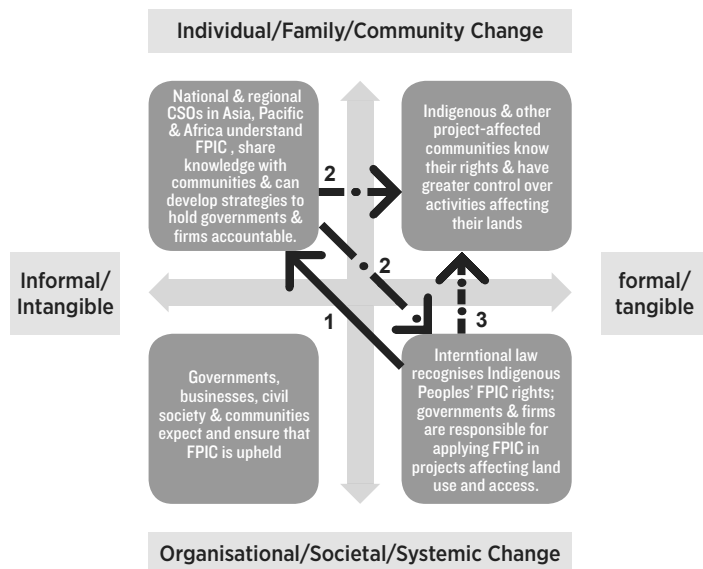 Individual/Family/Community Change
National & regional
CSOs in Asia, Pacific
& Africa understand
FPIC , share
knowledge with
communities & can
develop strategies to
hold governments &
firms accountable.
2
Indigenous & other
project-affected
communities know
their rights & have
greater control over
activities affecting
their lands
Informal/
Intangible
2
1
3
formal/
tangible
Governments,
businesses, civil
society & communities
expect and ensure that
FPIC is upheld
Interntional law
recognises Indigenous
Peoples' FPIC rights;
governments & firms
are responsible for
applying FPIC in
projects affecting land
use and access.
Organisational/Societal/Systemic Change